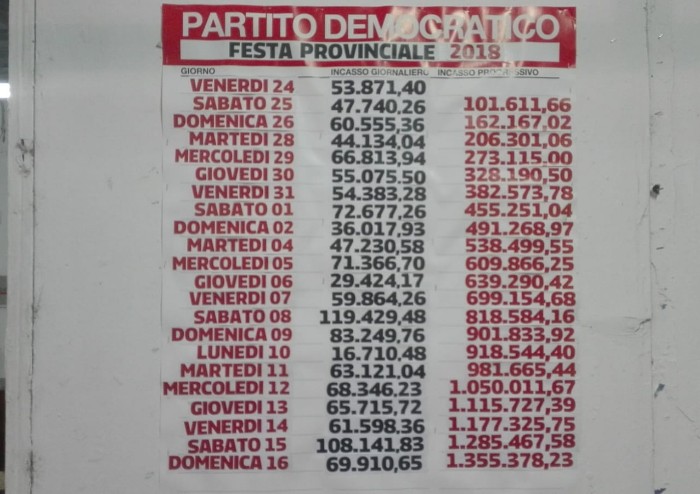 PARTITO DEMOCRATICO
FESTA PROVINCIALE 2018
GIORNO INCASSO GIORNALIERO INCASSO PROGRESSIVO
VENERDI 24 53.871,40
SABATO 25 47.740,26 101.611,66
DOMENICA 26 60.555,36 162.167,02
MARTEDI 28 44.134,04 206.301,06
MERCOLEDI 29 66.813,94 273.115,00
GIOVEDI 30 55.075,50 328.190,50
VENERDI 31 54.383,28 382.573,78
SABATO 01 72.677,26 455.251,04
DOMENICA 02 36.017,93 491.268,97
MARTEDI 04 47.230,58 538.499,55
MERCOLEDI 05 71.366,70 609.866,25
GIOVEDI 06 29.424,17 639.290,42
VENERDI 07 59.864,26 699.154,68
SABATO 08 119.429,48 818.584,16
DOMENICA 09 83.249,76 901.833,92
LUNEDI 10 16.710,48 918.544,40
MARTEDI 11 63.121,04 981.665,44
MERCOLEDI 12 68.346,23 1.050.011,67
GIOVEDI 13 65.715,72 1.115.727,39
VENERDI 14 61.598,36 1.177.325,75
SABATO 15 108.141,83 1.285.467,58
DOMENICA 16 69.910,65 1.355.378,23